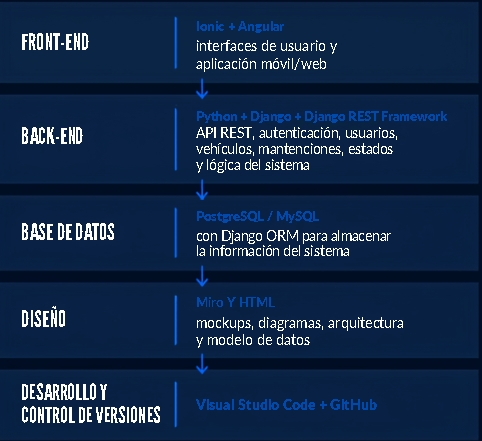 FRONT-END
Ionic + Angular
interfaces de usuario y
aplicación móvil/web
BACK-END
Python + Django + Django REST Framework
API REST, autenticación, usuarios,
vehículos, mantenciones, estados
y lógica del sistema
BASE DE DATOS
PostgreSQL / MySQL
con Django ORM para almacenar
la información del sistema
DISEÑO
Miro Y HTML
mockups, diagramas, arquitectura
y modelo de datos
DESARROLLO Y
CONTROL DE VERSIONES
Visual Studio Code + GitHub